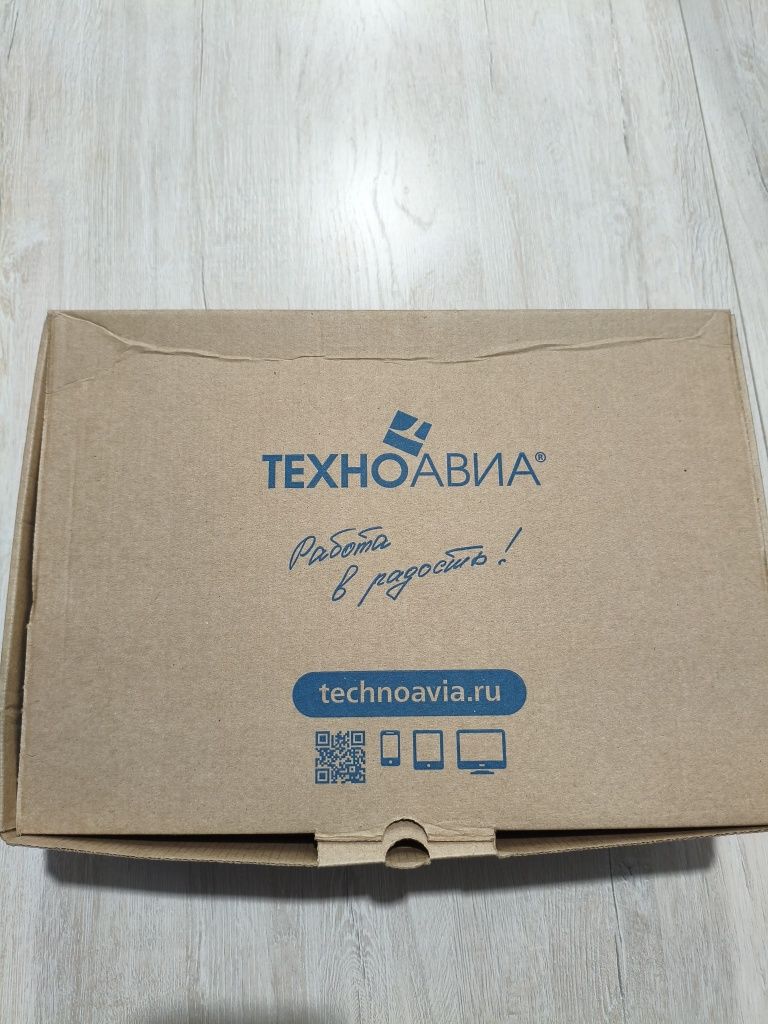 ТЕХНОАВИА®
Работа
в радость!
technoavia.ru